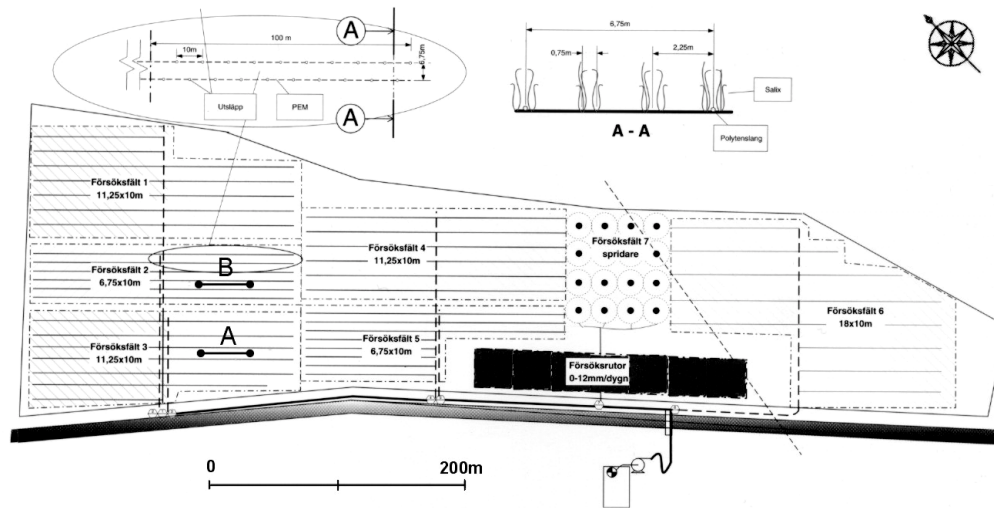 100 m
10m
6,75m
A
A
Utsläpp
PEM
6,75m
0,75m
2,25m
Salix
Polytenslang
A - A
Försöksfält 1
11,25x10m
Försöksfält 2
6,75x10m
B
Försöksfält 3
11,25x10m
A
Försöksfält 4
11,25x10m
Försöksfält 5
6,75x10m
Försöksfält 7
spridare
Försöksfält 6
18x10m
Försöksrutor
0-12mm/dygn
0
200m